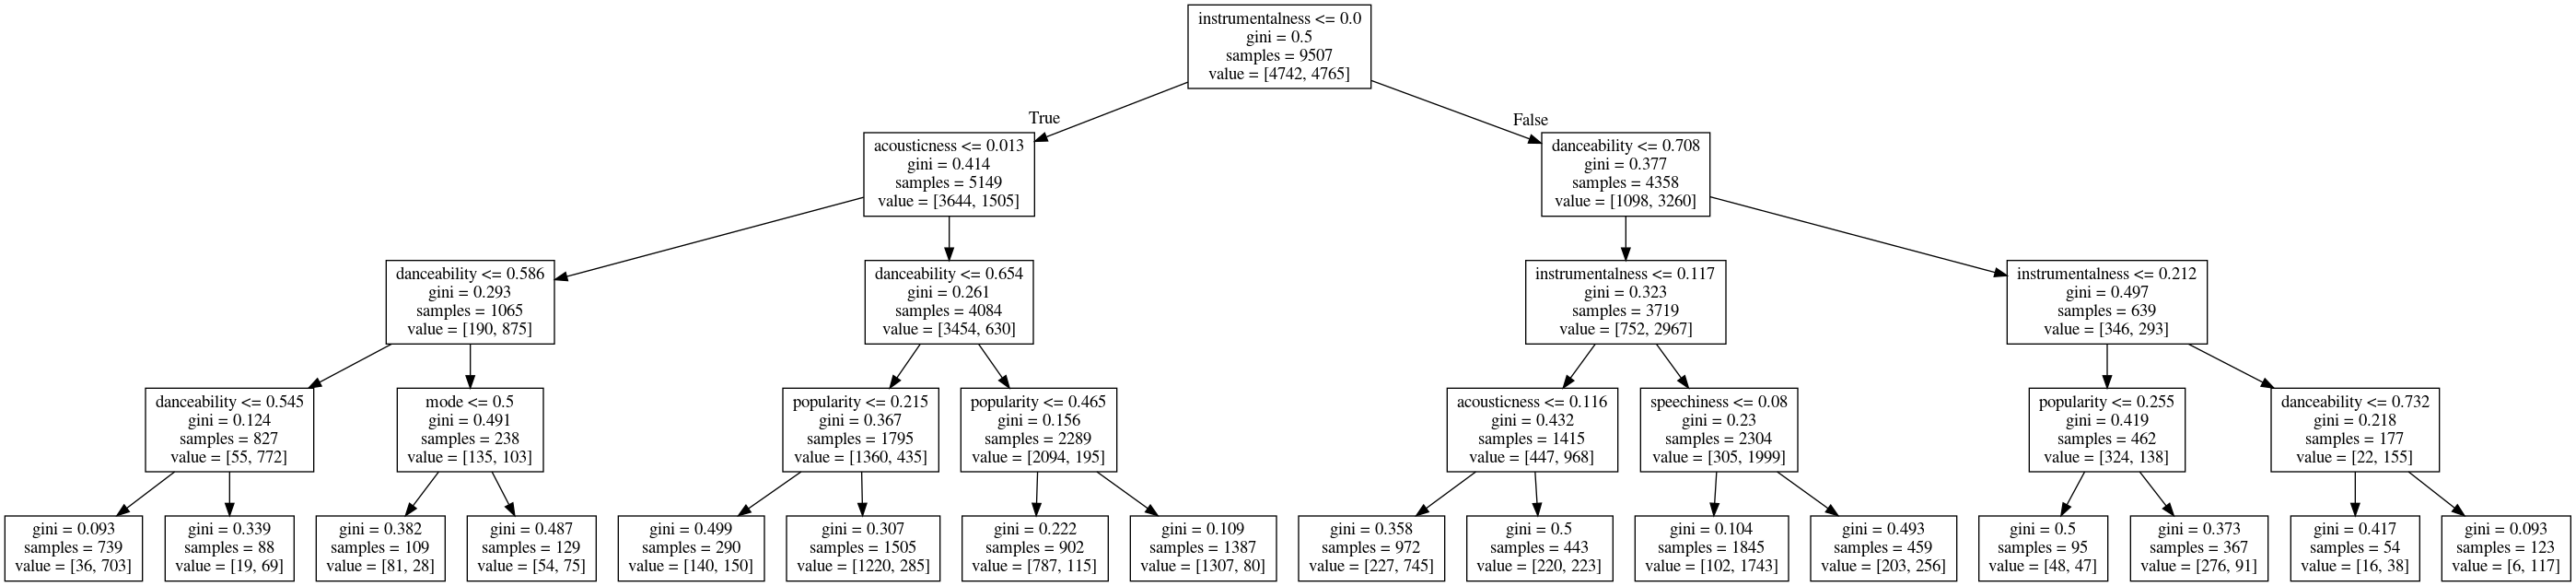 instrumentalness <= 0.0
gini = 0.5
samples = 9507
value = [4742, 4765]
True
False
acousticness <= 0.013
gini = 0.414
samples = 5149
value = [3644, 1505]
danceability <= 0.708
gini = 0.377
samples = 4358
value = [1098, 3260]
danceability <= 0.586
gini = 0.293
samples = 1065
value = [190, 875]
danceability <= 0.654
gini = 0.261
samples = 4084
value = [3454, 630]
instrumentalness <= 0.117
gini = 0.323
samples = 3719
value = [752, 2967]
instrumentalness <= 0.212
gini = 0.497
samples = 639
value = [346, 293]
danceability <= 0.545
gini = 0.124
samples = 827
value = [55, 772]
mode <= 0.5
gini = 0.491
samples = 238
value = [135, 103]
popularity <= 0.215
gini = 0.367
samples = 1795
value = [1360, 435]
popularity <= 0.465
gini = 0.156
samples = 2289
value = [2094, 195]
acousticness <= 0.116
gini = 0.432
samples = 1415
value = [447, 968]
speechiness <= 0.08
gini = 0.23
samples = 2304
value = [305, 1999]
popularity <= 0.255
gini = 0.419
samples = 462
value = [324, 138]
danceability <= 0.732
gini = 0.218
samples = 177
value = [22, 155]
gini = 0.093
samples = 739
value = [36, 703]
gini = 0.339
samples = 88
value = [19, 69]
gini = 0.382
samples = 109
value = [81, 28]
gini = 0.487
samples = 129
value = [54, 75]
gini = 0.499
samples = 290
value = [140, 150]
gini = 0.307
samples = 1505
value = [1220, 285]
gini = 0.222
samples = 902
value = [787, 115]
gini = 0.109
samples = 1387
value = [1307, 80]
gini = 0.358
samples = 972
value = [227, 745]
gini = 0.5
samples = 443
value = [220, 223]
gini = 0.104
samples = 1845
value = [102, 1743]
gini = 0.493
samples = 459
value = [203, 256]
gini = 0.5
samples = 95
value = [48, 47]
gini = 0.373
samples = 367
value = [276, 91]
gini = 0.417
samples = 54
value = [16, 38]
gini = 0.093
samples = 123
value = [6, 117]